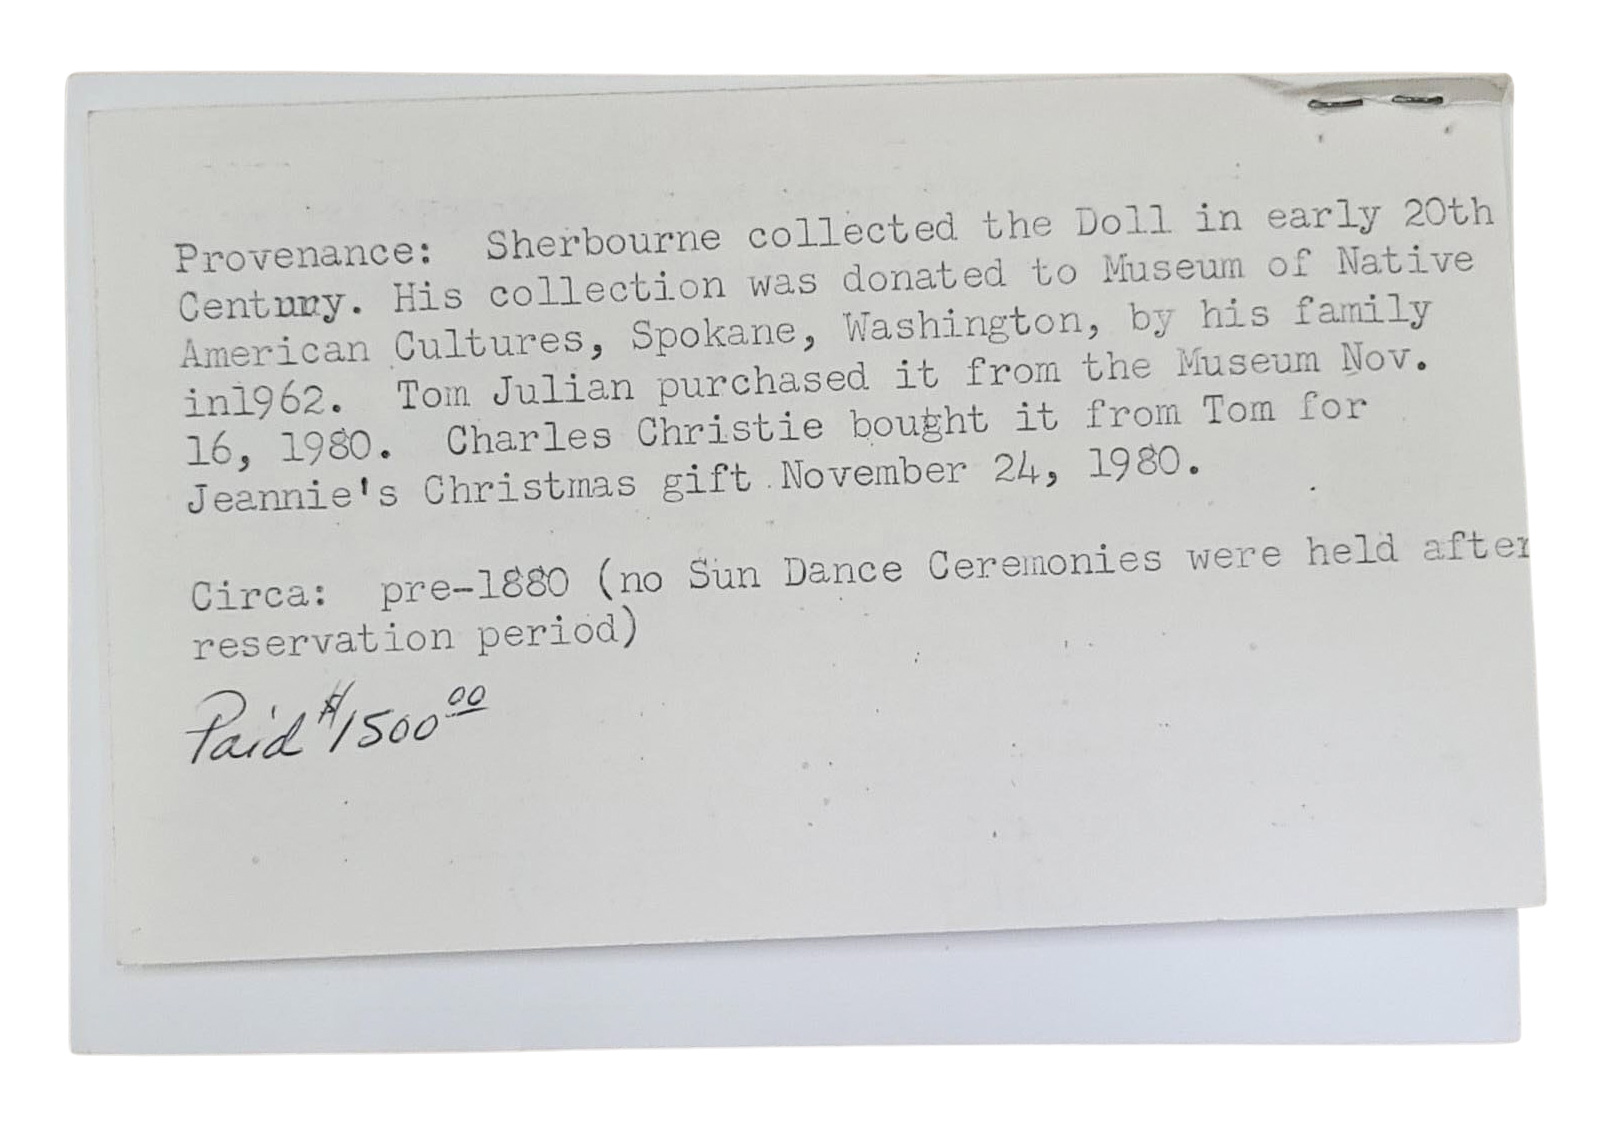 Provenance:  Sherbourne collected the Doll in early 20th
Century. His collection was donated to Museum of Native
American Cultures, Spokane, Washington, by his family
in1962.  Tom Julian purchased it from the Museum Nov.
16, 1980.  Charles Christie bought it from Tom for
Jeannie's Christmas gift November 24, 1980.
Circa:  pre-1880 (no Sun Dance Ceremonies were held after
reservation period)
Paid $1500.00